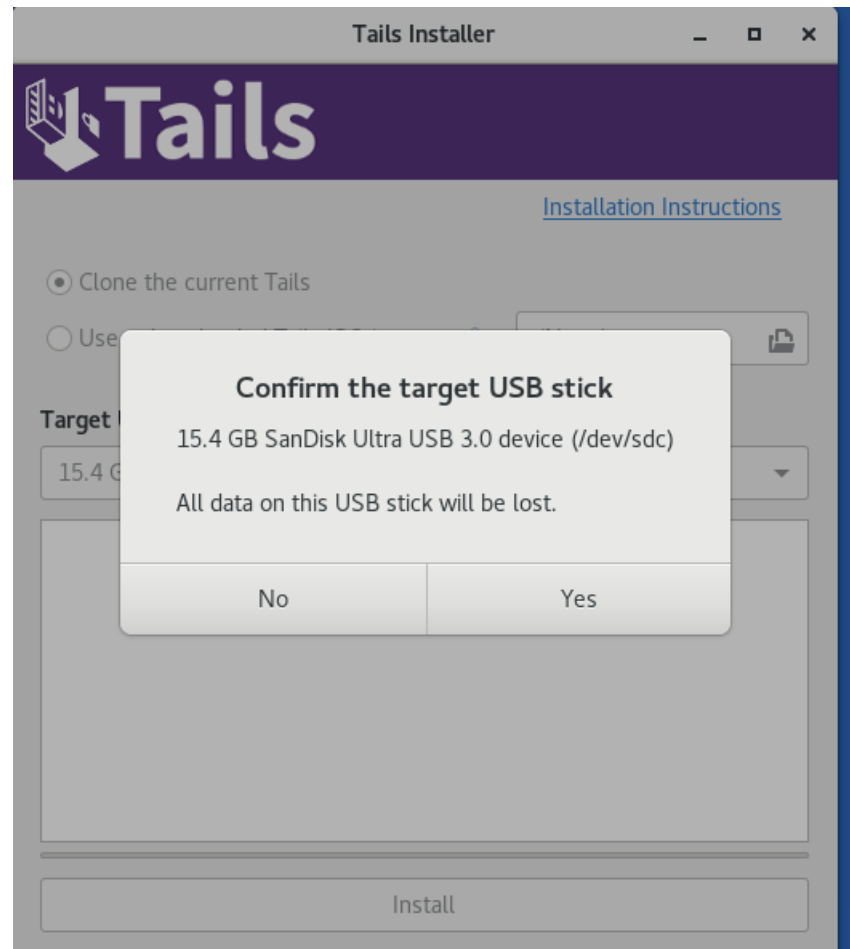 Tails Installer
Tails
Installation Instructions
Clone the current Tails
Use
Confirm the target USB stick
15.4 GB SanDisk Ultra USB 3.0 device (/dev/sdc)
All data on this USB stick will be lost.
No
Yes
Target
15.4 G
Install